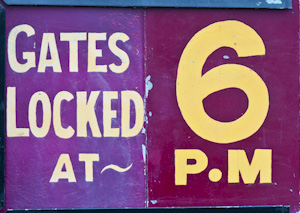 GATES
LOCKED
AT~
6
P.M